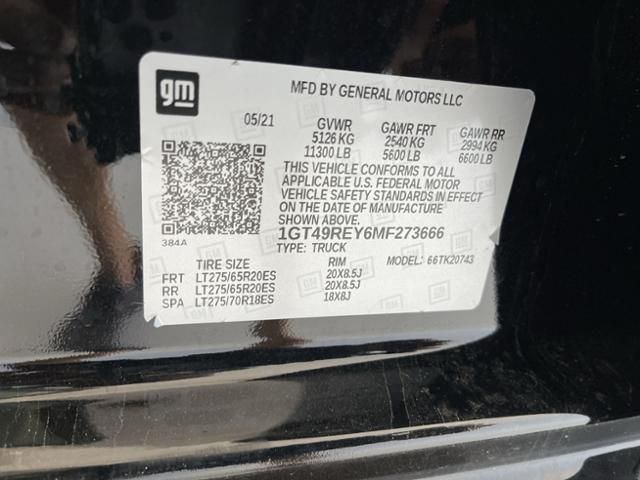 gm
MFD BY GENERAL MOTORS LLC
05/21 GVWR GAWR FRT GAWR RR
5126 KG 2540 KG 2994 KG
11300 LB 5600 LB 6600 LB
THIS VEHICLE CONFORMS TO ALL
APPLICABLE U.S. FEDERAL MOTOR
VEHICLE SAFETY STANDARDS IN EFFECT
ON THE DATE OF MANUFACTURE
SHOWN ABOVE.
384A
1GT49REY6MF273666
TYPE: TRUCK MODEL: 66TK20743
TIRE SIZE RIM
FRT LT275/65R20ES 20X8.5J
RR LT275/65R20ES 20X8.5J
SPA LT275/70R18ES 18X8J